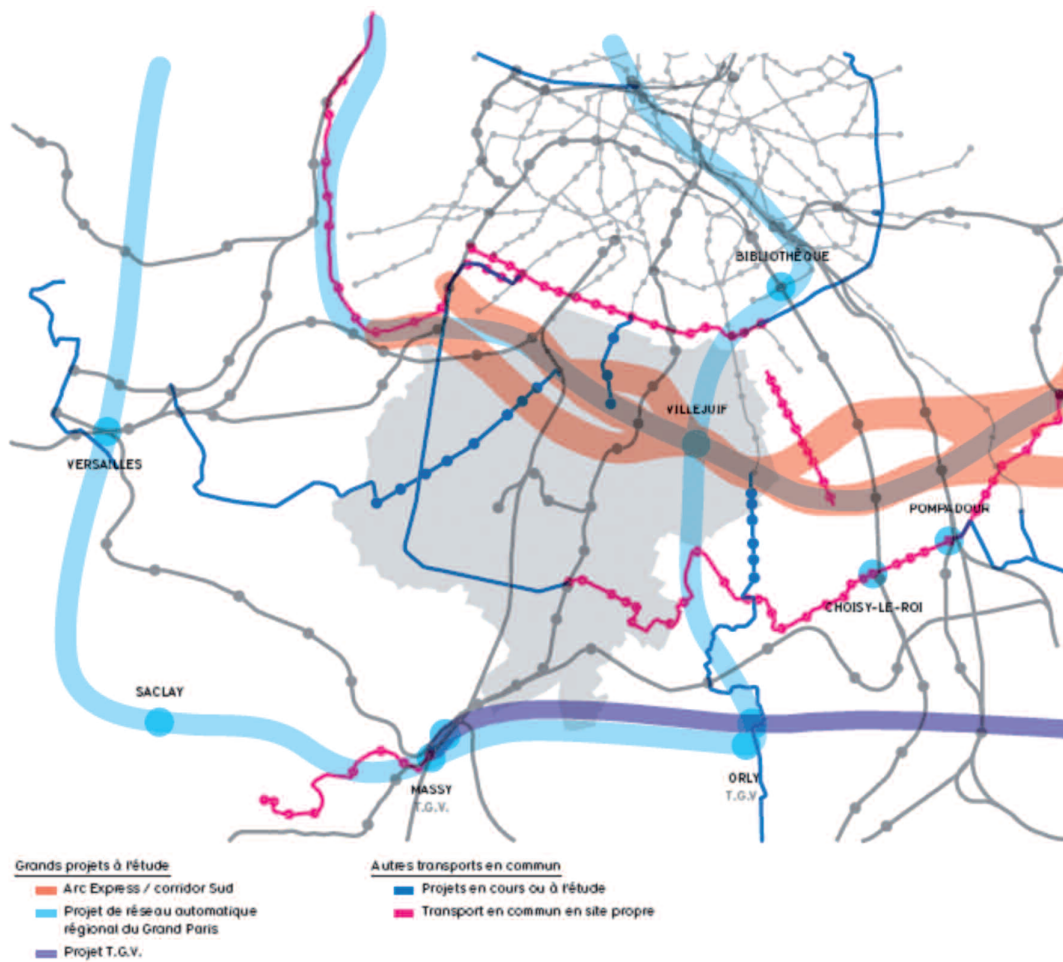 BIBLIOTHÈQUE
VILLEJUIF
VERSAILLES
POMPADOUR
CHOISY-LE-ROI
SACLAY
MASSY
T.G.V.
ORLY
T.G.V.
Grands projets à l'étude
Arc Express / corridor Sud
Projet de réseau automatique
régional du Grand Paris
Projet T.G.V.
Autres transports en commun
Projets en cours ou à l'étude
Transport en commun en site propre